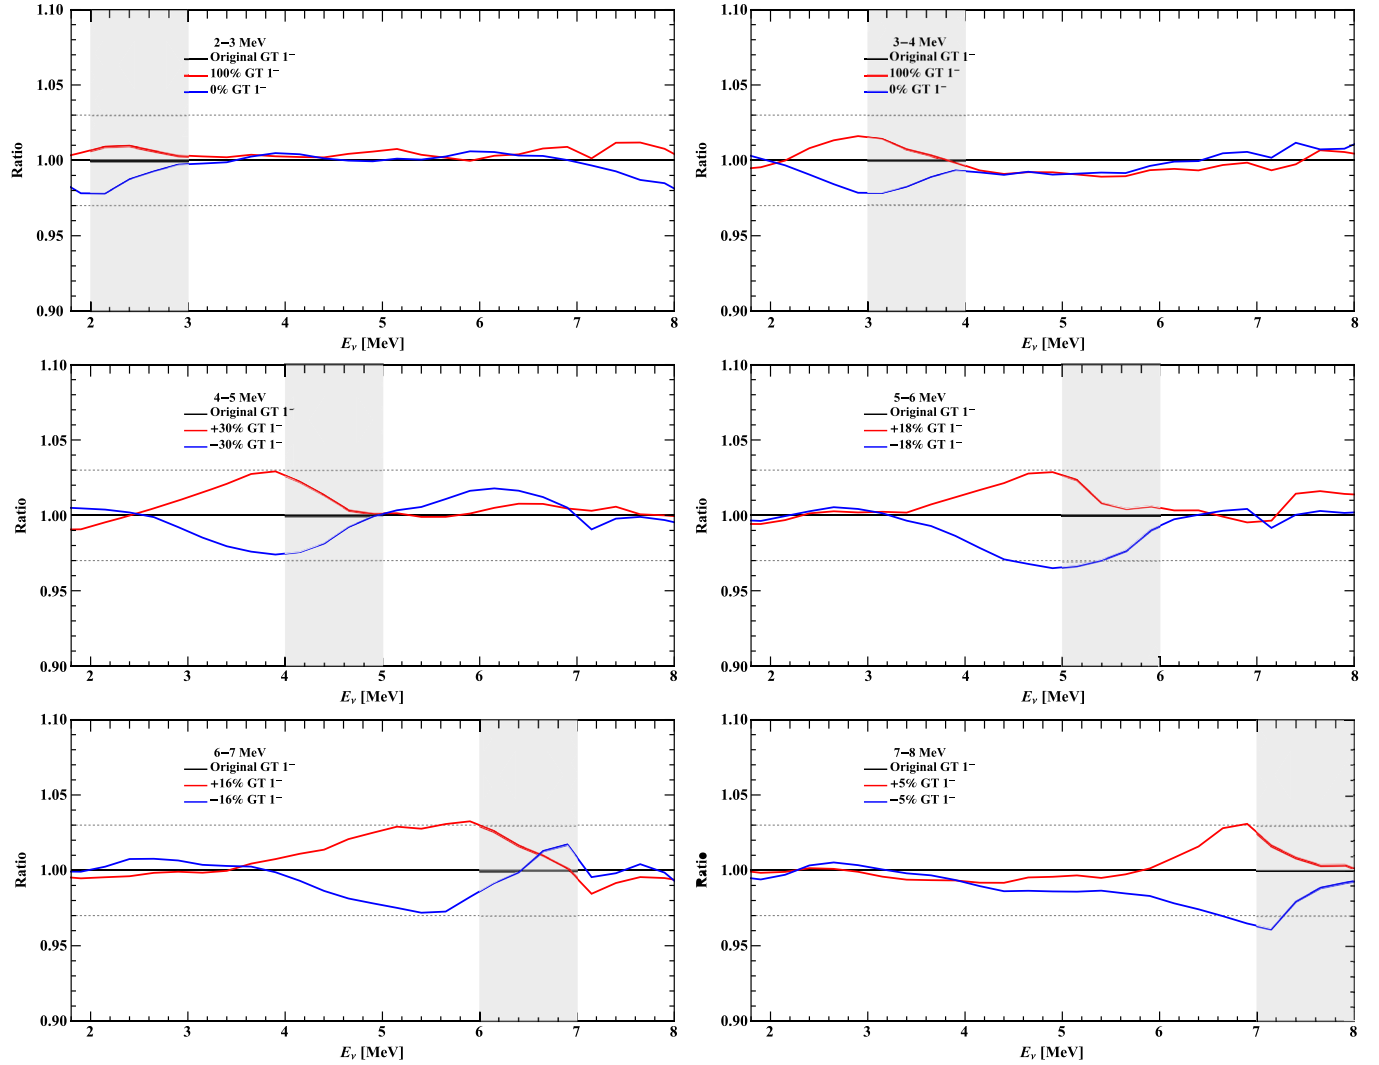 1.10
1.05
1.00
0.95
0.90
Ratio
2−3 MeV
Original GT 1⁻
100% GT 1⁻
0% GT 1⁻
2 3 4 5 6 7 8
Eᵥ [MeV]
1.10
1.05
1.00
0.95
0.90
Ratio
3−4 MeV
Original GT 1⁻
100% GT 1⁻
0% GT 1⁻
2 3 4 5 6 7 8
Eᵥ [MeV]
1.10
1.05
1.00
0.95
0.90
Ratio
4−5 MeV
Original GT 1⁻
+30% GT 1⁻
−30% GT 1⁻
2 3 4 5 6 7 8
Eᵥ [MeV]
1.10
1.05
1.00
0.95
0.90
Ratio
5−6 MeV
Original GT 1⁻
+18% GT 1⁻
−18% GT 1⁻
2 3 4 5 6 7 8
Eᵥ [MeV]
1.10
1.05
1.00
0.95
0.90
Ratio
6−7 MeV
Original GT 1⁻
+16% GT 1⁻
−16% GT 1⁻
2 3 4 5 6 7 8
Eᵥ [MeV]
1.10
1.05
1.00
0.95
0.90
Ratio
7−8 MeV
Original GT 1⁻
+5% GT 1⁻
−5% GT 1⁻
2 3 4 5 6 7 8
Eᵥ [MeV]